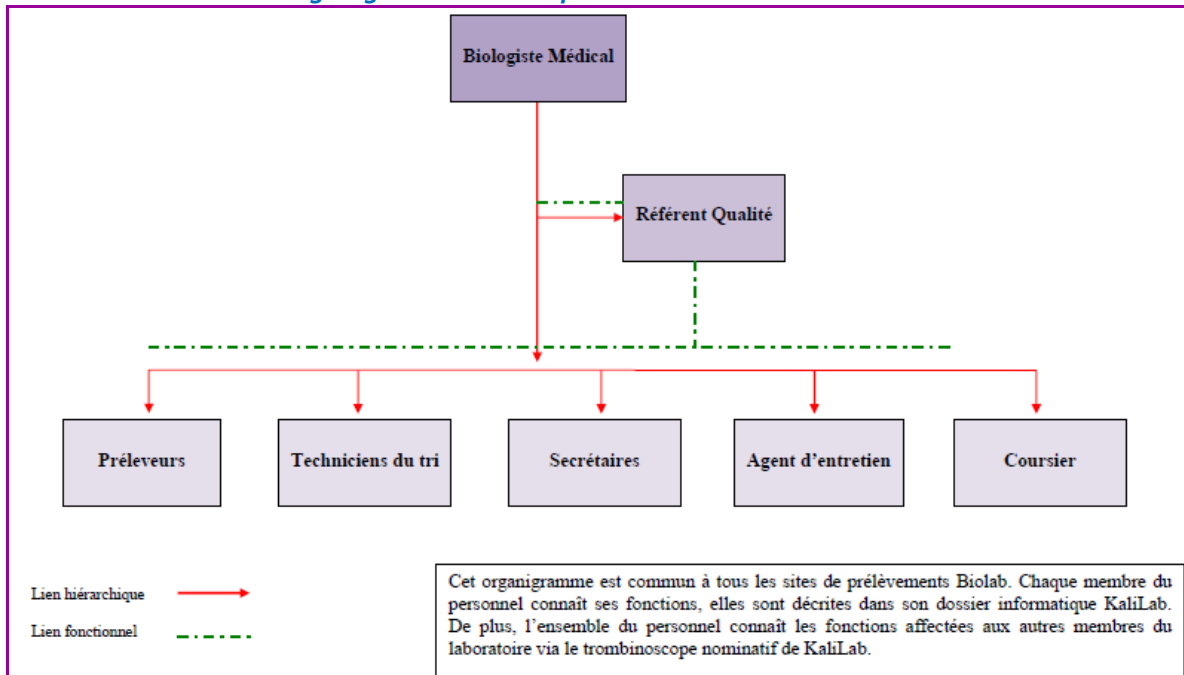 Biologiste Médical
Référent Qualité
Préleveurs
Techniciens du tri
Secrétaires
Agent d'entretien
Coursier
Lien hiérarchique
Lien fonctionnel
Cet organigramme est commun à tous les sites de prélèvements Biolab. Chaque membre du
personnel connaît ses fonctions, elles sont décrites dans son dossier informatique KaliLab.
De plus, l'ensemble du personnel connaît les fonctions affectées aux autres membres du
laboratoire via le trombinoscope nominatif de KaliLab.